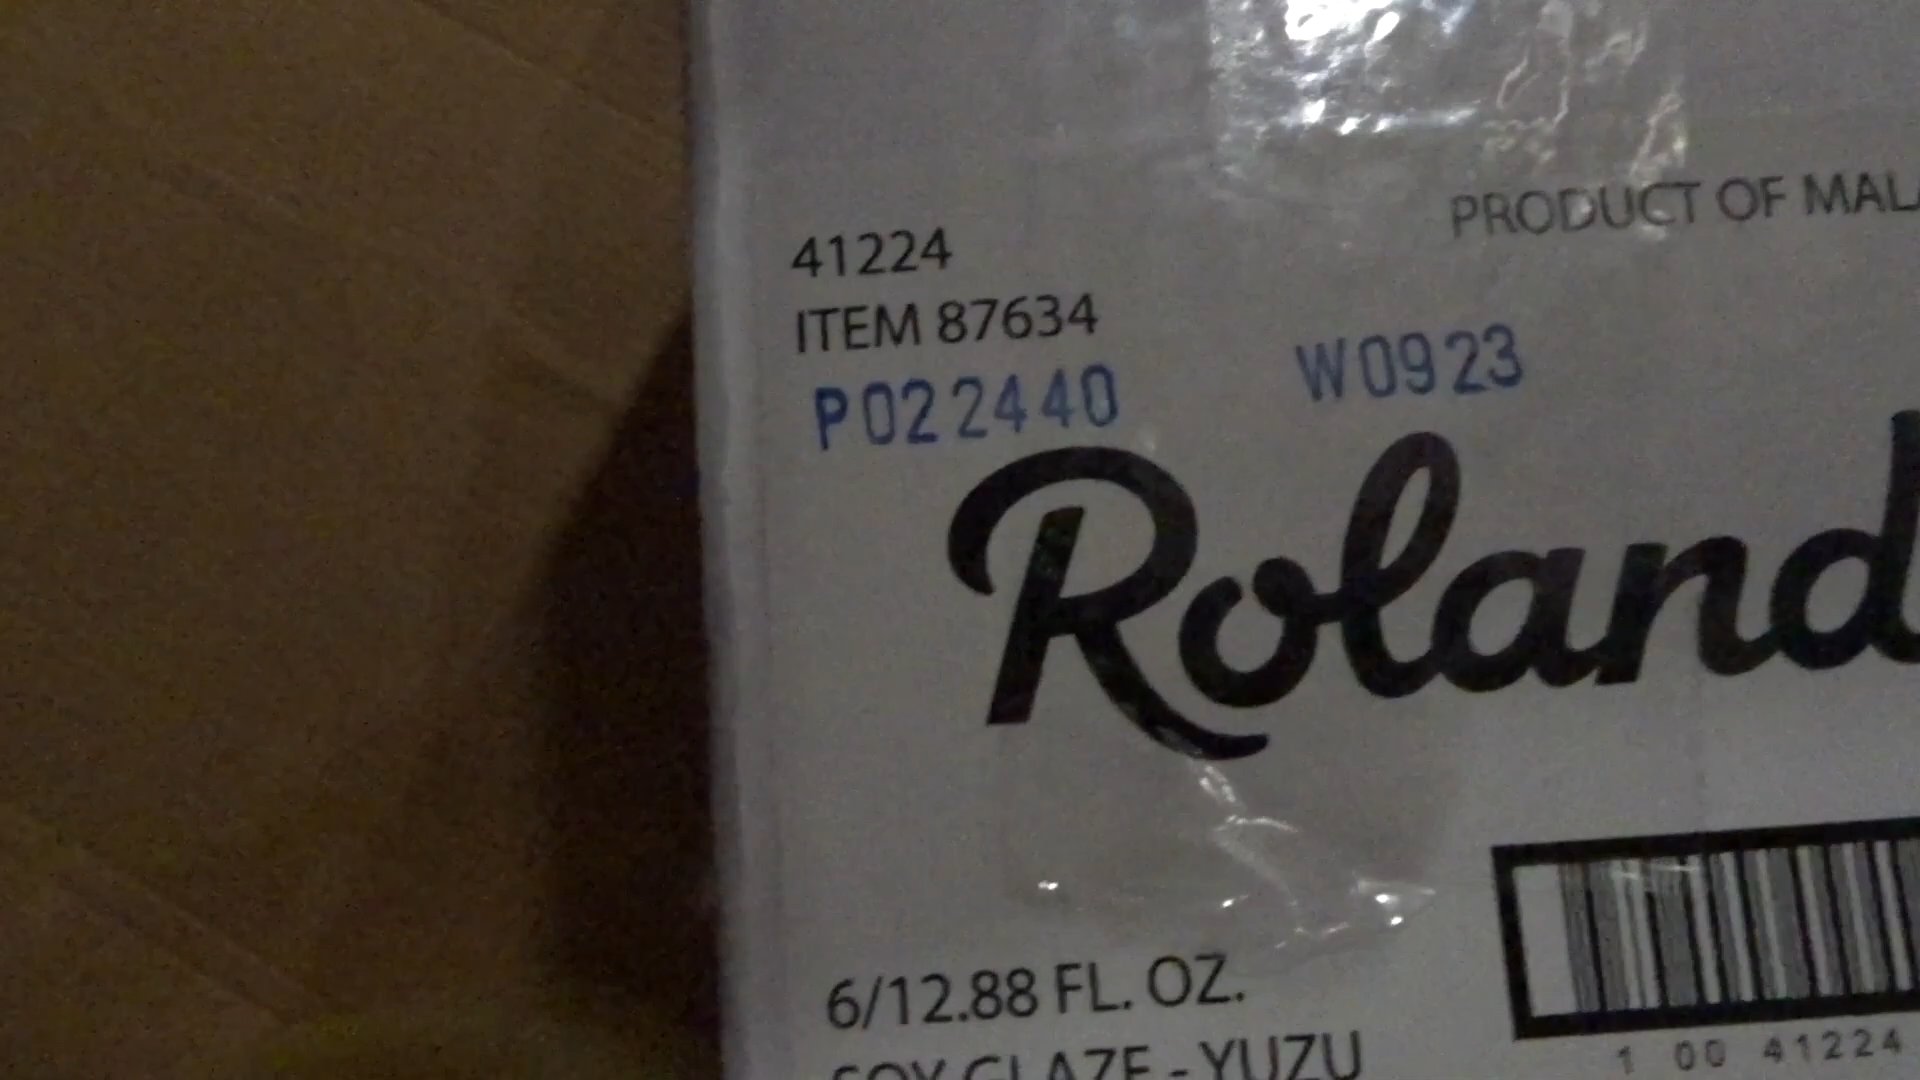 PRODUCT OF MALA
41224
ITEM 87634
P022440 W0923
Roland
6/12.88 FL. OZ.
SOY GLAZE - YUZU
1 00 41224